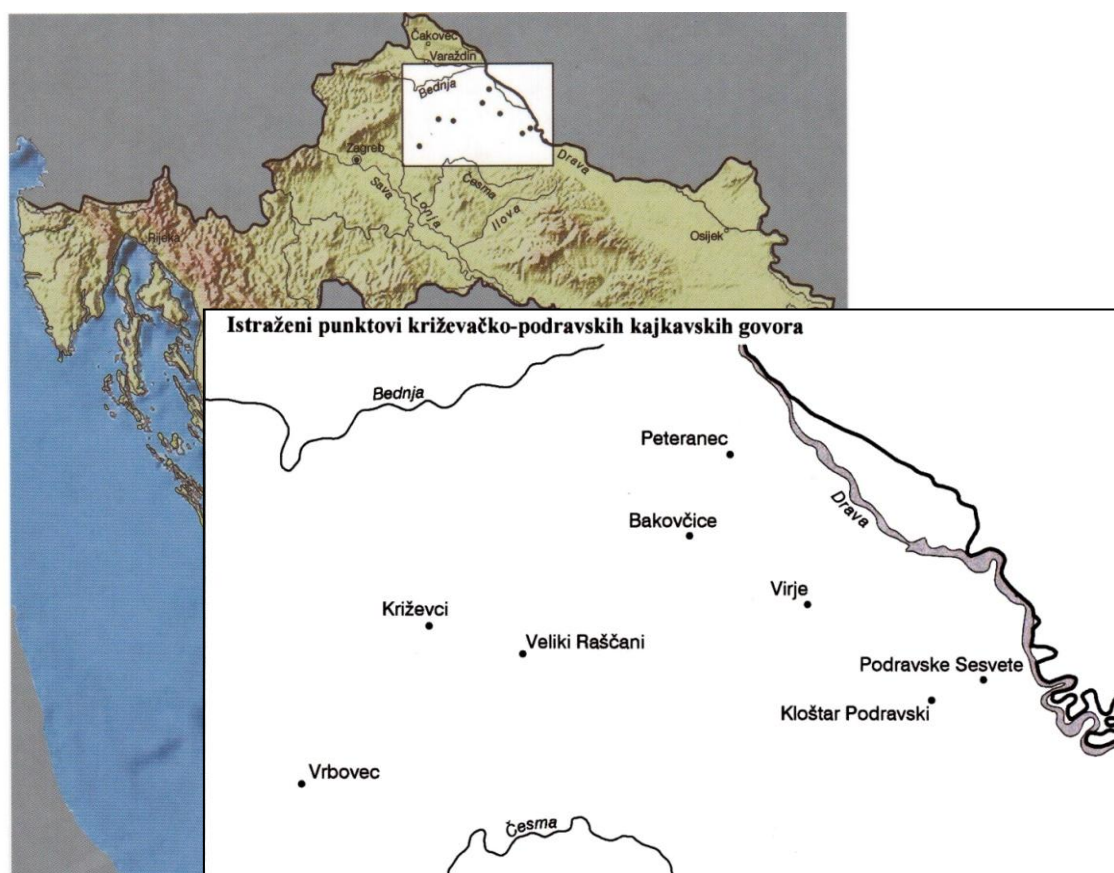 Čakovec
Varaždin
Bednja
Zagreb
Sava
Lonja
Česma
Ilova
Drava
Rijeka
Osijek
Istraženi punktovi križevačko-podravskih kajkavskih govora
Bednja
Peteranec
Drava
Bakovčice
Virje
Križevci
Veliki Raščani
Podravske Sesvete
Kloštar Podravski
Vrbovec
Česma